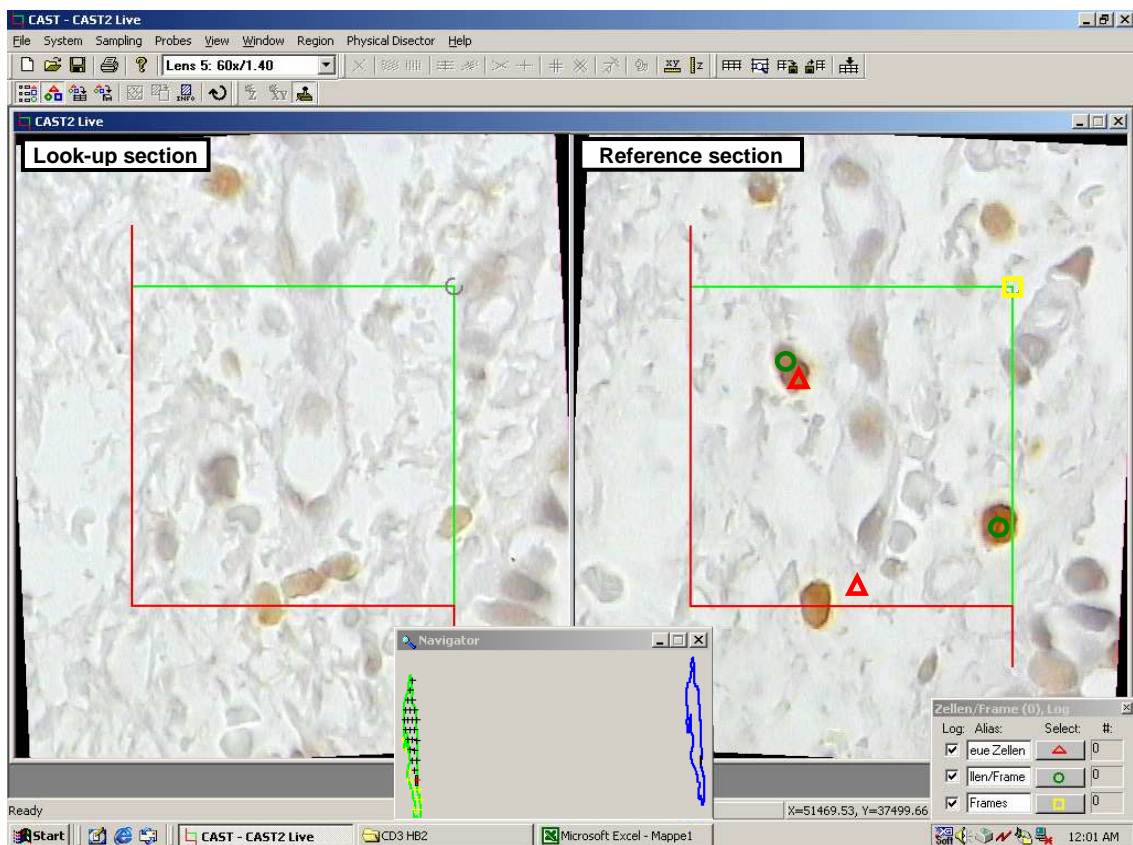 CAST - CAST2 Live
File System Sampling Probes View Window Region Physical Disector Help
Lens 5: 60x/1.40
xy z
INFO Z XY
CAST2 Live
Look-up section
Reference section
Navigator
Zellen/Frame (0), Log
Log: Alias: Select: #:
eue Zellen 0
llen/Frame 0
Frames 0
Ready
X=51469.53, Y=37499.66
Start
CAST - CAST2 Live
CD3 HB2
Microsoft Excel - Mappe1
12:01 AM